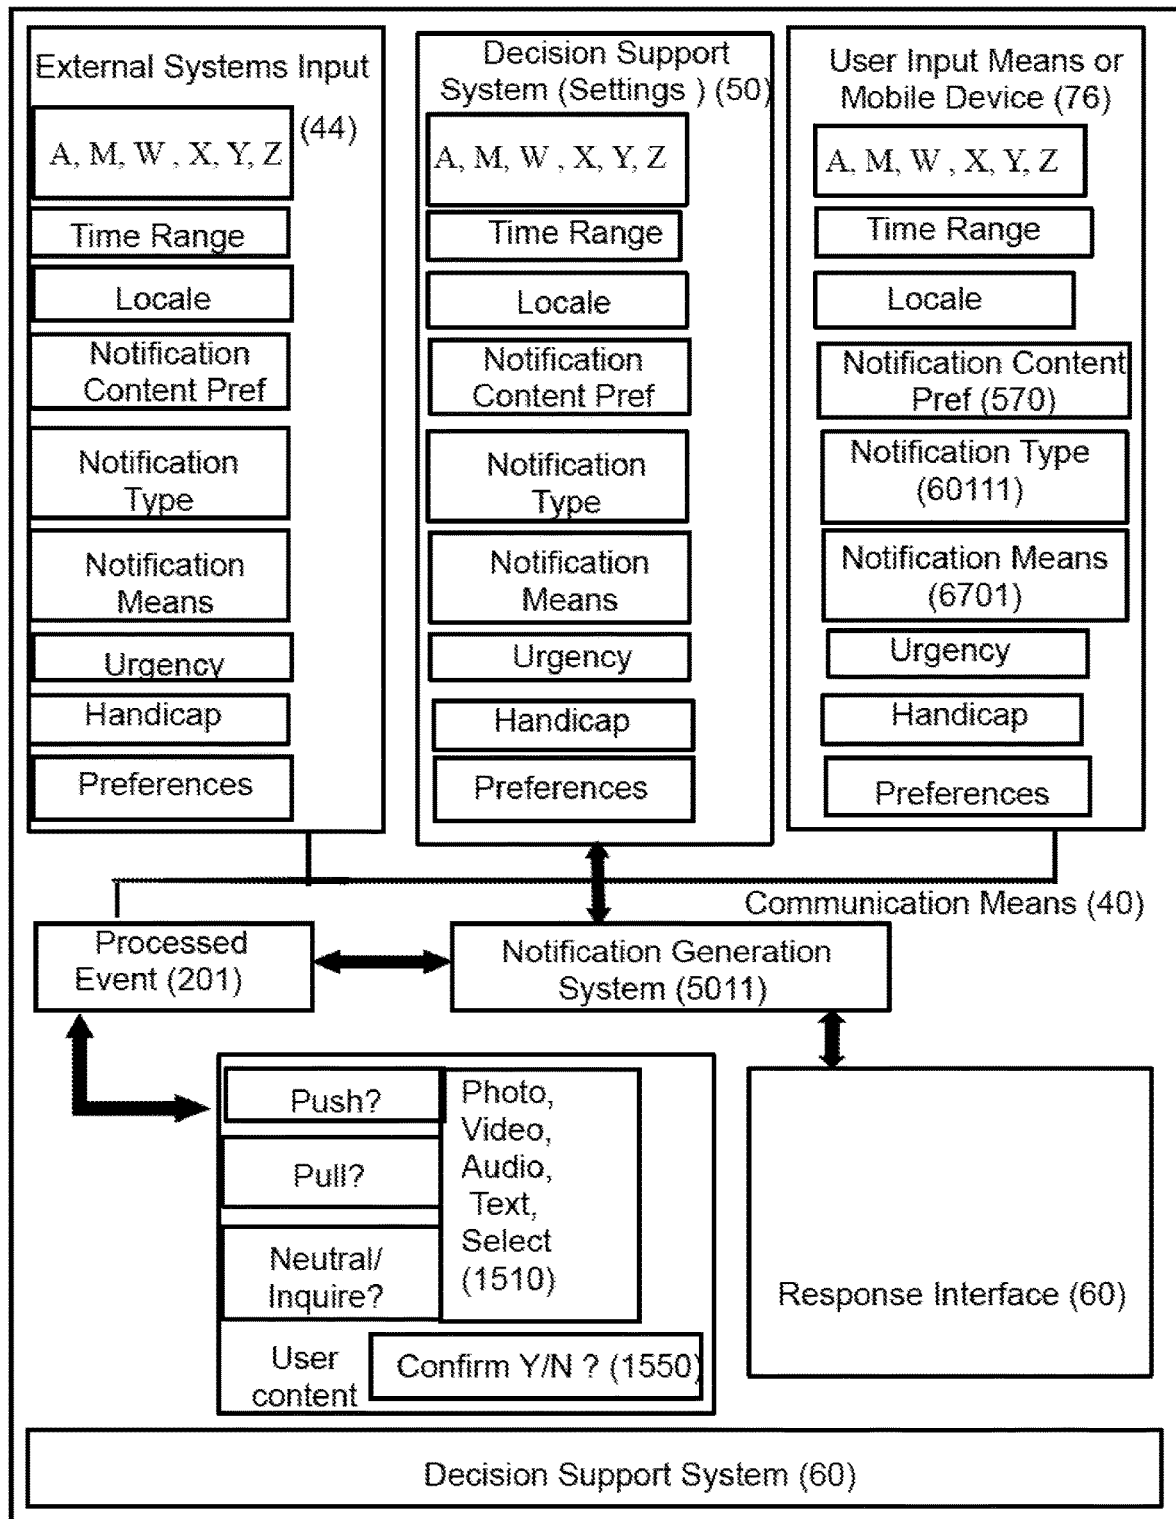 External Systems Input
(44)
A, M, W , X, Y, Z
Time Range
Locale
Notification
Content Pref
Notification
Type
Notification
Means
Urgency
Handicap
Preferences
Decision Support
System (Settings ) (50)
A, M, W , X, Y, Z
Time Range
Locale
Notification
Content Pref
Notification
Type
Notification
Means
Urgency
Handicap
Preferences
User Input Means or
Mobile Device (76)
A, M, W , X, Y, Z
Time Range
Locale
Notification Content
Pref (570)
Notification Type
(60111)
Notification Means
(6701)
Urgency
Handicap
Preferences
Communication Means (40)
Processed
Event (201)
Notification Generation
System (5011)
Push?
Pull?
Neutral/
Inquire?
Photo,
Video,
Audio,
Text,
Select
(1510)
User
content
Confirm Y/N ? (1550)
Response Interface (60)
Decision Support System (60)